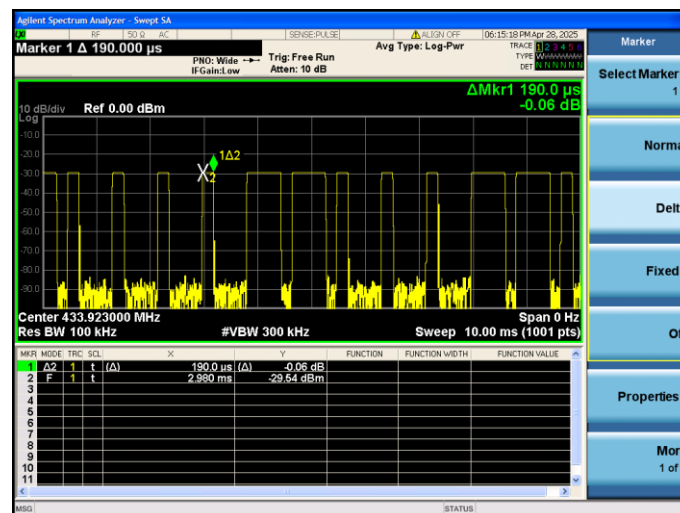 Agilent Spectrum Analyzer - Swept SA
LXI RF 50 Ω AC SENSE:PULSE ALIGN OFF 06:15:18 PM Apr 28, 2025
Marker 1 Δ 190.000 µs
PNO: Wide Trig: Free Run Avg Type: Log-Pwr TRACE 1 2 3 4 5 6
TYPE WWWWWW
IFGain:Low Atten: 10 dB DET N N N N N N
ΔMkr1 190.0 µs
10 dB/div Ref 0.00 dBm -0.06 dB
Log
-10.0
-20.0
1Δ2
-30.0
2
-40.0
-50.0
-60.0
-70.0
-80.0
-90.0
Center 433.923000 MHz Span 0 Hz
Res BW 100 kHz #VBW 300 kHz Sweep 10.00 ms (1001 pts)
MKR MODE TRC SCL X Y FUNCTION FUNCTION WIDTH FUNCTION VALUE
1 Δ2 1 t (Δ) 190.0 µs (Δ) -0.06 dB
2 F 1 t 2.980 ms -29.54 dBm
3
4
5
6
7
8
9
10
11
MSG STATUS
Marker
Select Marker
1
Norma
Delt
Fixed
Of
Properties
Mor
1 of